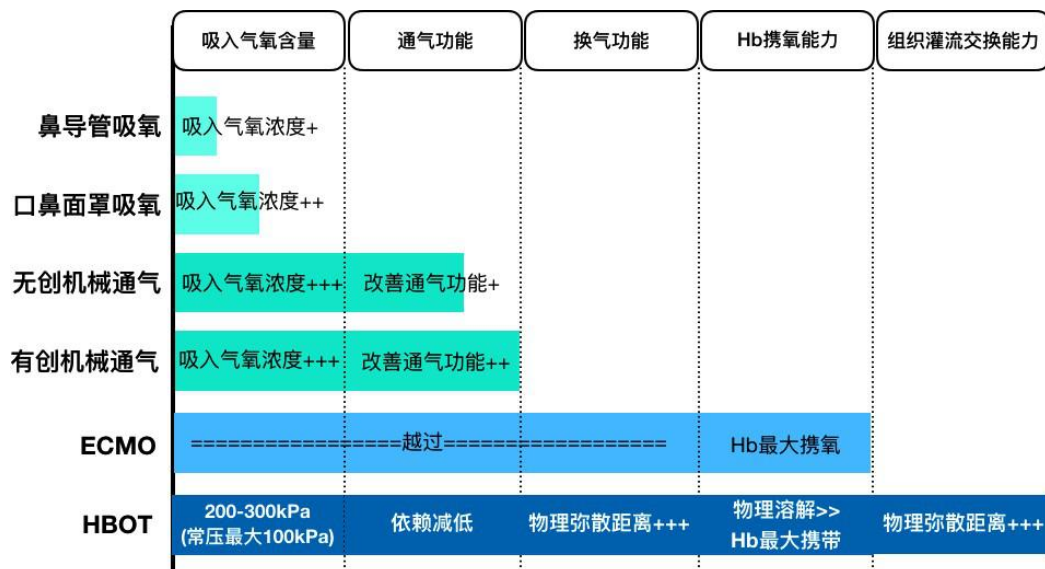 吸入气氧含量
通气功能
换气功能
Hb携氧能力
组织灌流交换能力
鼻导管吸氧
吸入气氧浓度+
口鼻面罩吸氧
吸入气氧浓度++
无创机械通气
吸入气氧浓度+++
改善通气功能+
有创机械通气
吸入气氧浓度+++
改善通气功能++
ECMO
=================越过==================
Hb最大携氧
HBOT
200-300kPa
(常压最大100kPa)
依赖减低
物理弥散距离+++
物理溶解>>
Hb最大携带
物理弥散距离+++